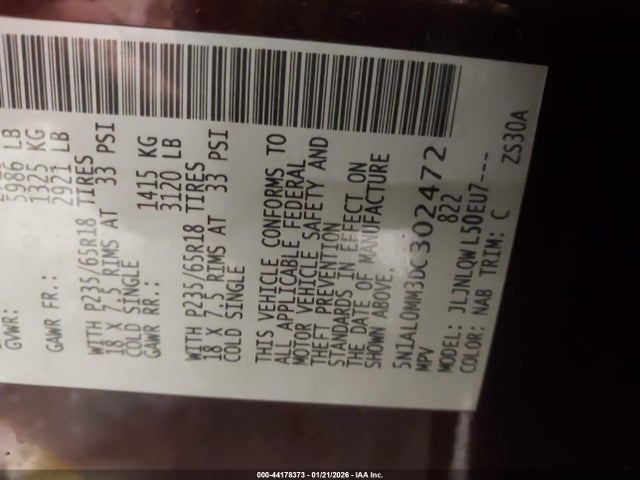 5986 LB
GVWR:
1325 KG
GAWR FR.: 2921 LB
WITH P235/65R18 TIRES
18 X 7.5 RIMS AT 33 PSI
COLD SINGLE
1415 KG
GAWR RR.: 3120 LB
WITH P235/65R18 TIRES
18 X 7.5 RIMS AT 33 PSI
COLD SINGLE
THIS VEHICLE CONFORMS TO
ALL APPLICABLE FEDERAL
MOTOR VEHICLE SAFETY AND
THEFT PREVENTION
STANDARDS IN EFFECT ON
THE DATE OF MANUFACTURE
SHOWN ABOVE.
5N1AL0MM3DC302472
MPV 822
MODEL: JLJNLQWL50EU7----
COLOR: NAB TRIM: C ZS30A
000-44178373 - 01/21/2026 - IAA Inc.